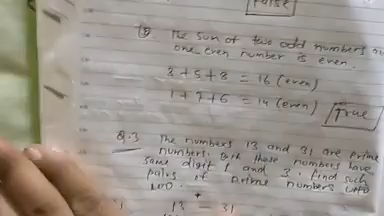 False
The sum of two odd numbers
one even number is even.
3 + 5 + 8 = 16 (even)
1 + 7 + 6 = 14 (even) True
Q.3 The numbers 13 and 31 are prime
numbers. Both these numbers have
same digit 1 and 3. Find such
pairs of prime numbers upto
100.
13 31